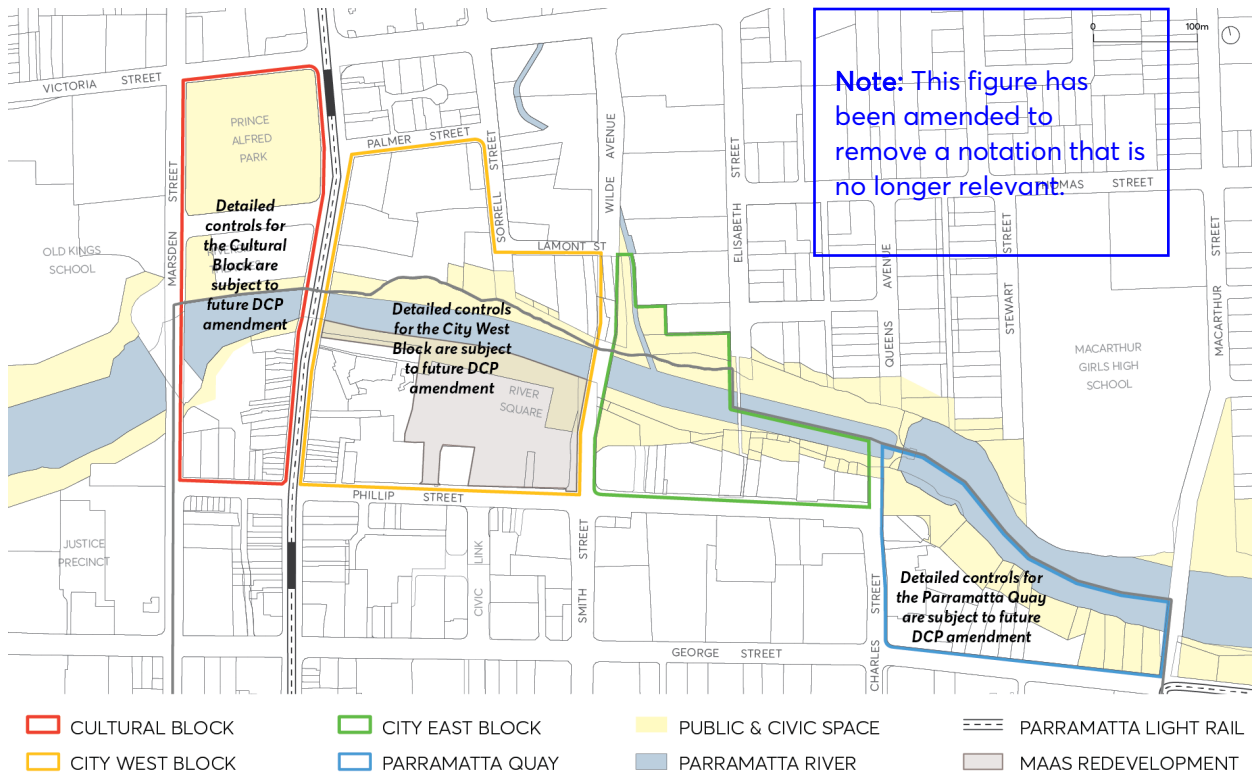 0 100m
Note: This figure has
been amended to
remove a notation that is
no longer relevant.
VICTORIA STREET
PRINCE
ALFRED
PARK
PALMER STREET
SORRELL STREET
WILDE AVENUE
ELISABETH STREET
THOMAS STREET
MARSDEN STREET
Detailed
controls for
the Cultural
Block are
subject to
future DCP
amendment
OLD KINGS
SCHOOL
LAMONT ST
QUEENS AVENUE
STEWART STREET
MACARTHUR STREET
Detailed controls
for the City West
Block are subject
to future DCP
amendment
RIVER
SQUARE
MACARTHUR
GIRLS HIGH
SCHOOL
PHILLIP STREET
JUSTICE
PRECINCT
CIVIC LINK
SMITH STREET
CHARLES STREET
Detailed controls for
the Parramatta Quay
are subject to future
DCP amendment
GEORGE STREET
CULTURAL BLOCK
CITY EAST BLOCK
PUBLIC & CIVIC SPACE
PARRAMATTA LIGHT RAIL
CITY WEST BLOCK
PARRAMATTA QUAY
PARRAMATTA RIVER
MAAS REDEVELOPMENT